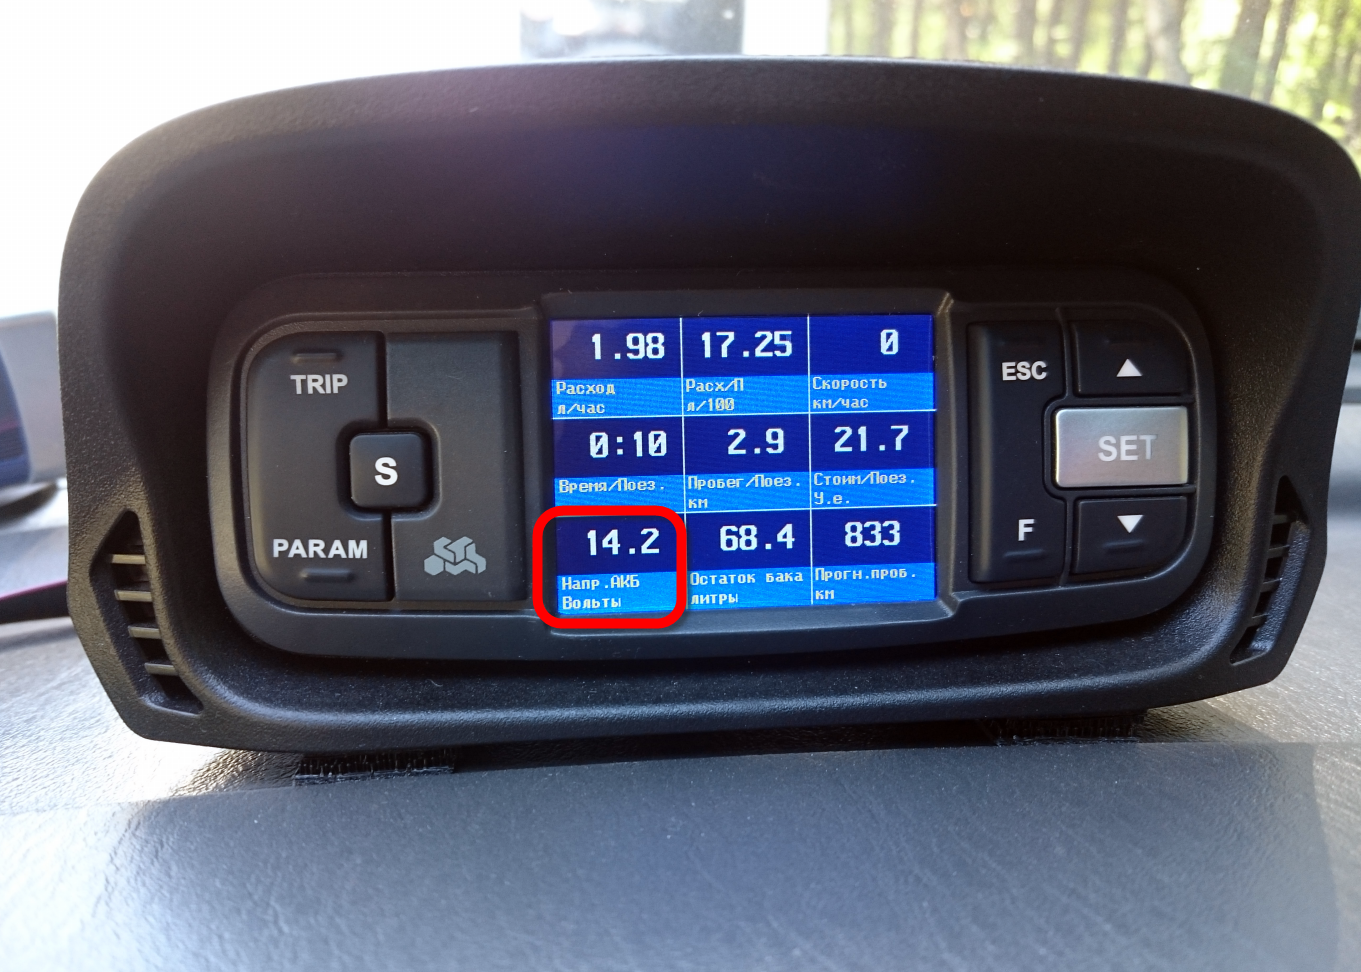 TRIP
S
PARAM
1.98 17.25 0
Расход Расх/П Скорость
л/час л/100 км/час
0:10 2.9 21.7
Время/Поез. Пробег/Поез. Стоим/Поез.
км У.е.
14.2 68.4 833
Напр.АКБ Остаток бака Прогн.проб.
Вольты литры км
ESC
SET
F